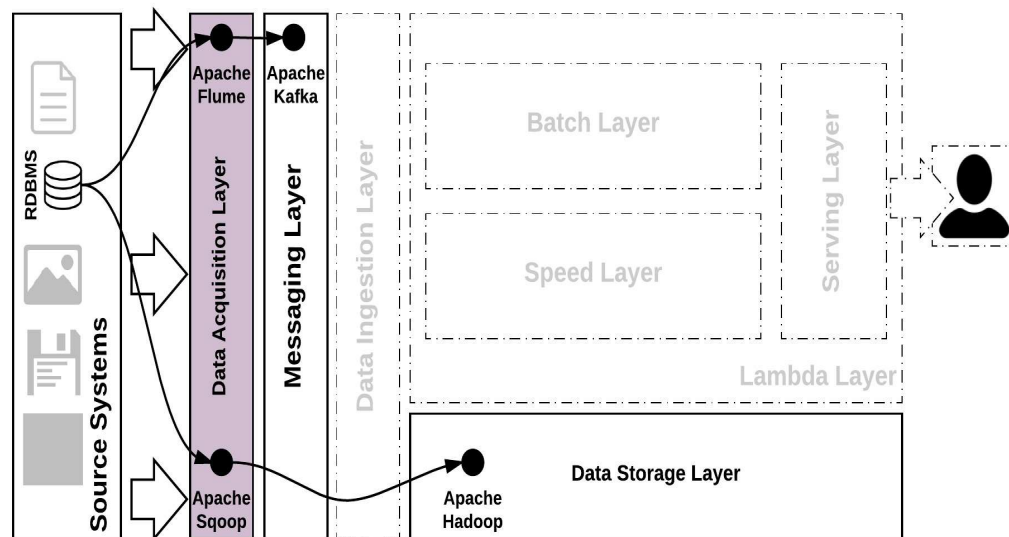 RDBMS
Source Systems
Apache
Flume
Data Acquisition Layer
Apache
Sqoop
Apache
Kafka
Messaging Layer
Data Ingestion Layer
Batch Layer
Speed Layer
Serving Layer
Lambda Layer
Data Storage Layer
Apache
Hadoop